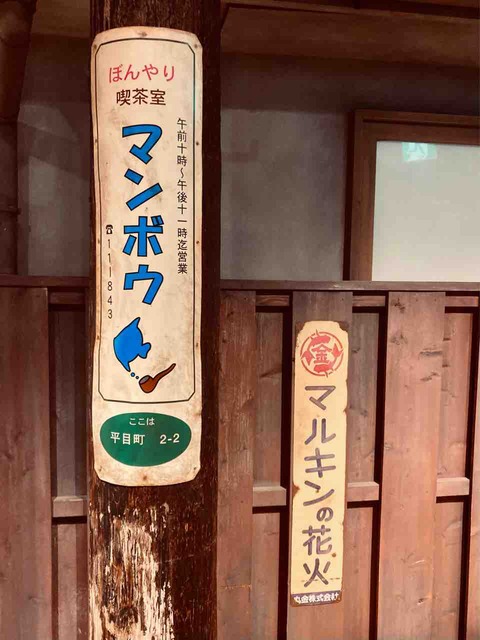 ぼんやり
喫茶室
マンボウ
午前十時～午後十一時迄営業
☎111-843
ここは
平目町 2-2
金
マルキンの花火
丸金株式会社